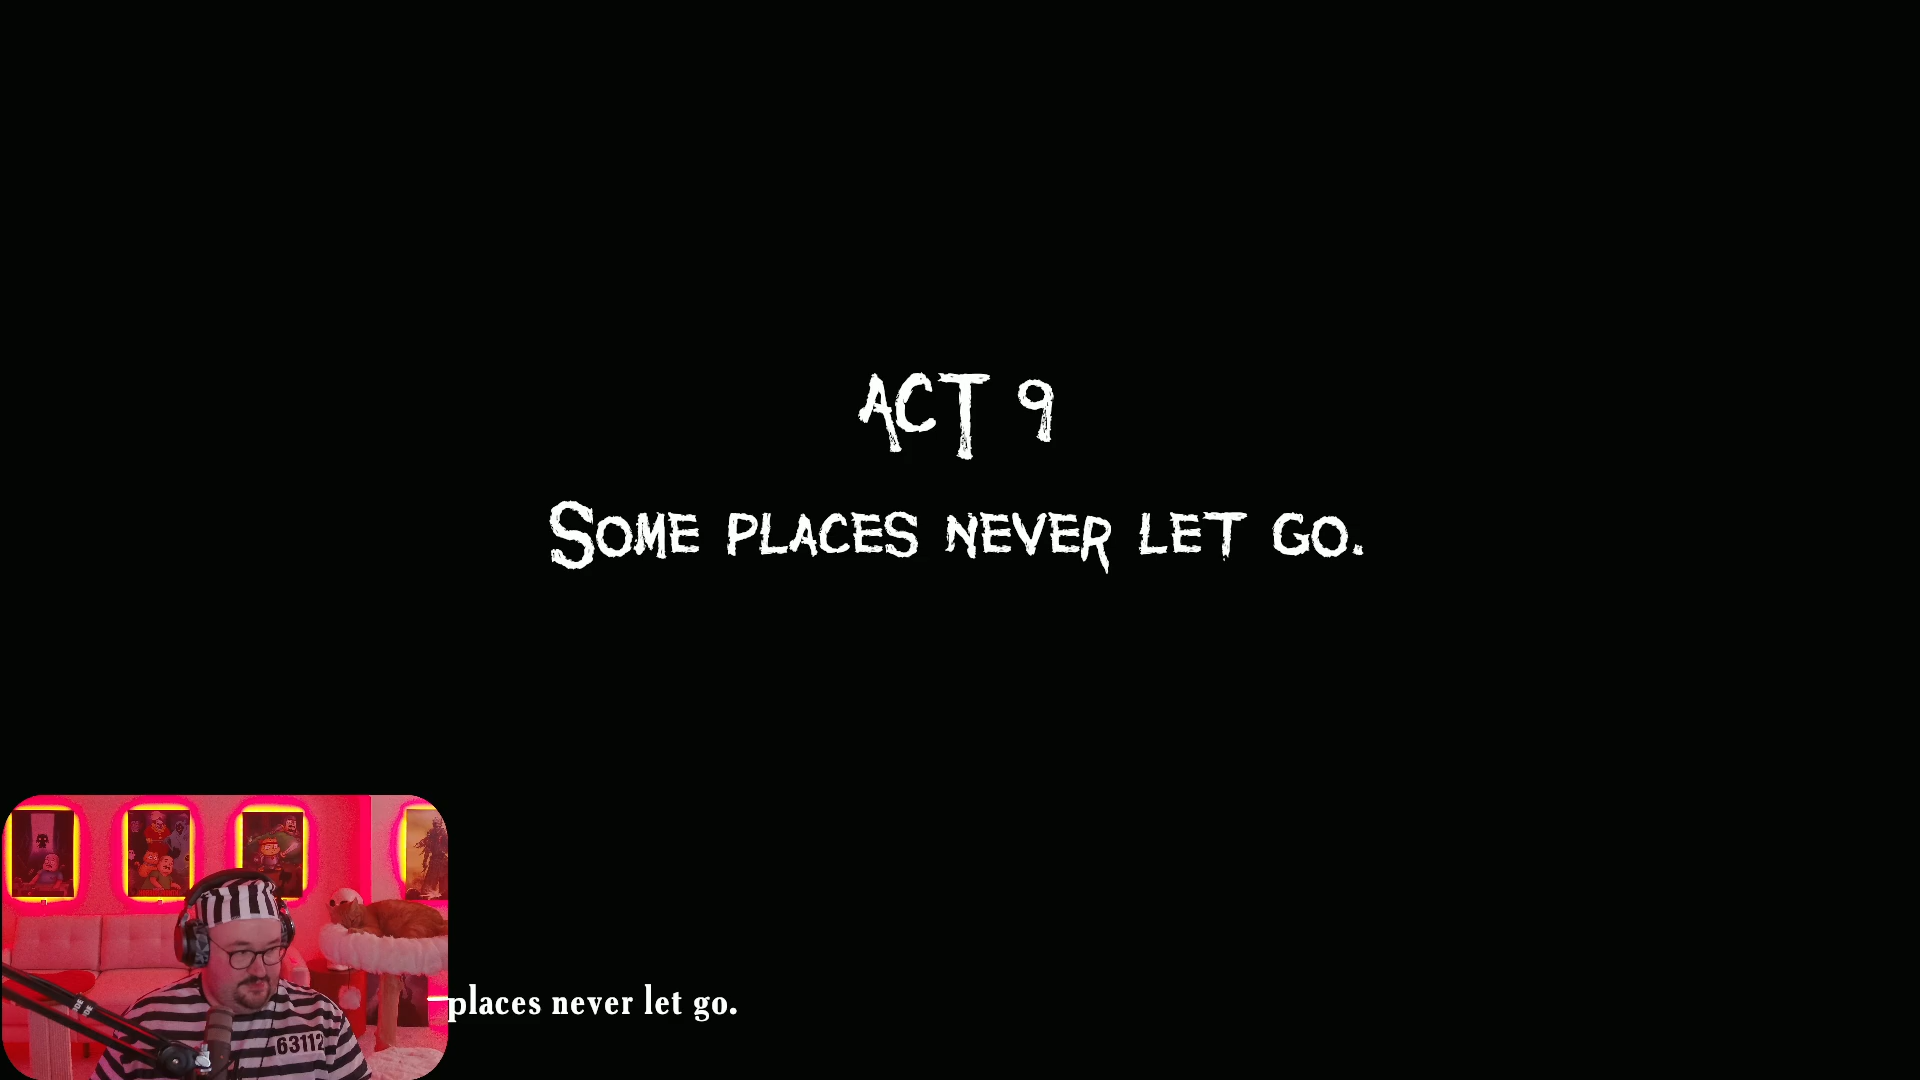 ACT 9
SOME PLACES NEVER LET GO.
places never let go.
63112